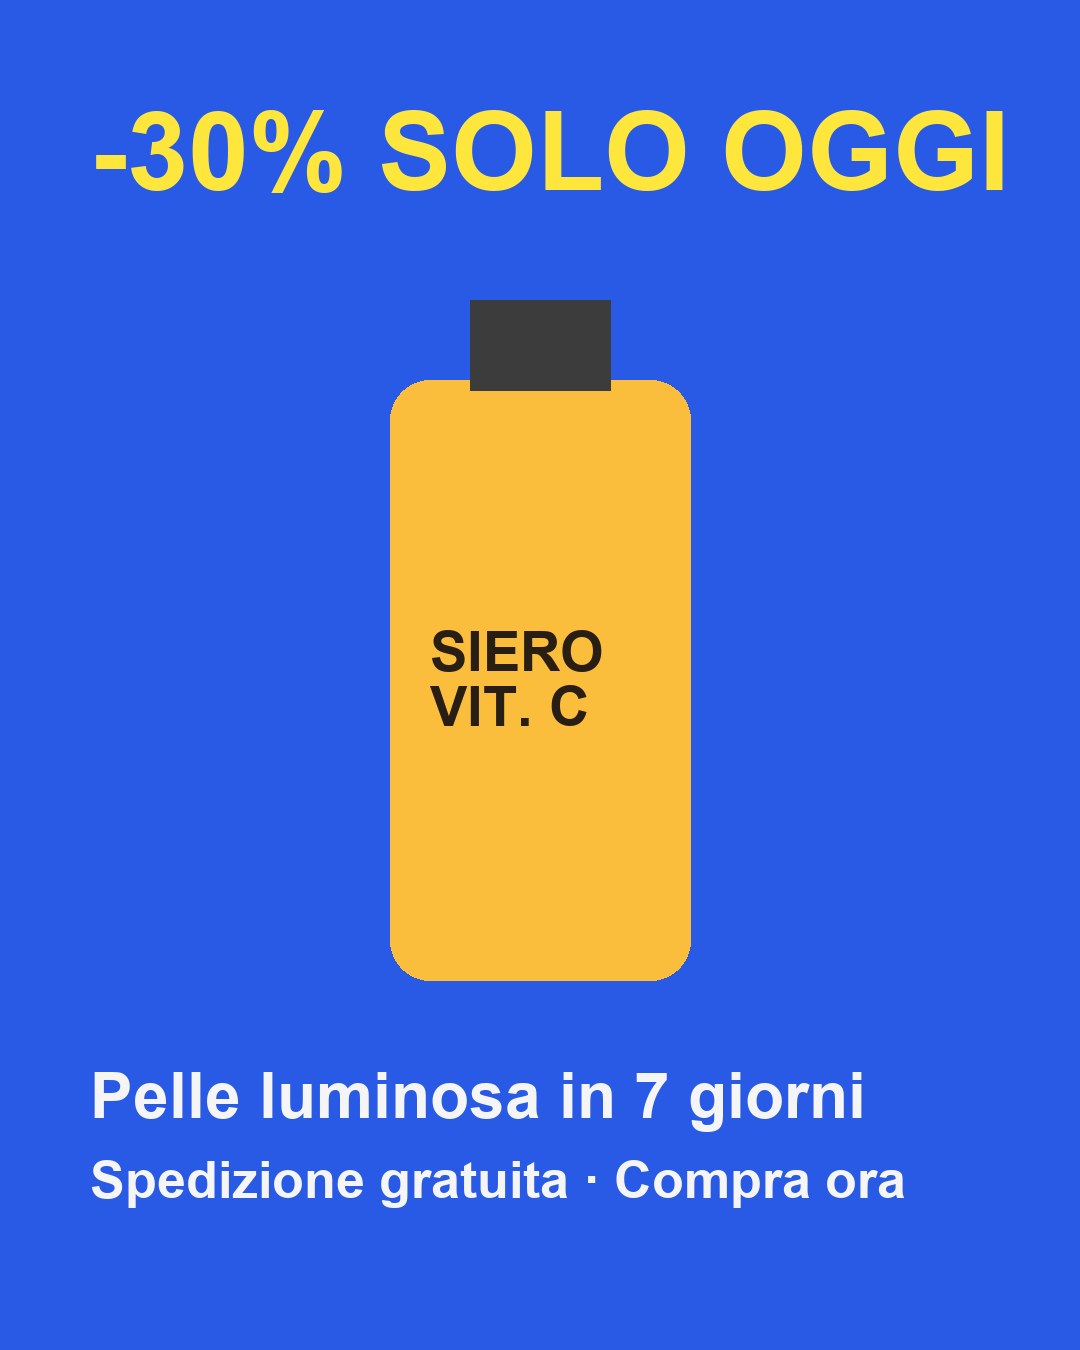 -30% SOLO OGGI
SIERO
VIT. C
Pelle luminosa in 7 giorni
Spedizione gratuita · Compra ora